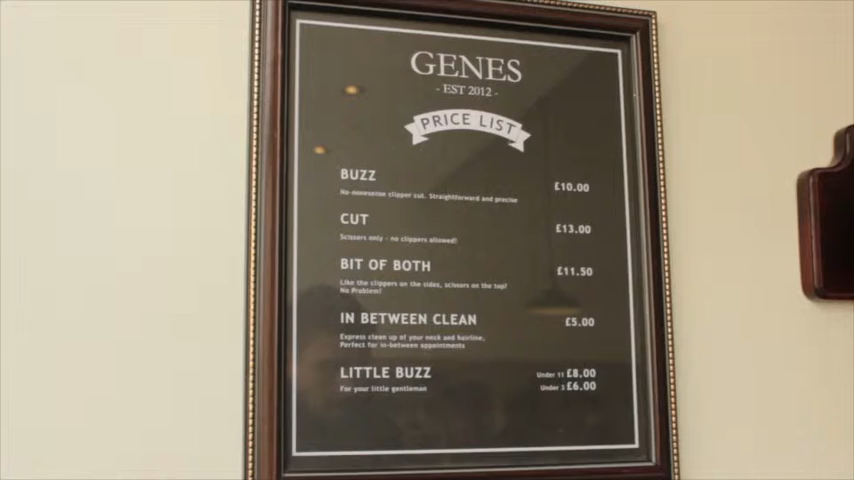 GENES
- EST 2012 -
PRICE LIST
BUZZ
No-nonsense clipper cut. Straightforward and precise
£10.00
CUT
Scissors only - no clippers allowed!
£13.00
BIT OF BOTH
Like the clippers on the sides, scissors on the top?
No Problem!
£11.50
IN BETWEEN CLEAN
Express clean up of your neck and hairline,
Perfect for in-between appointments
£5.00
LITTLE BUZZ
For your little gentleman
Under 11 £8.00
Under 3 £6.00